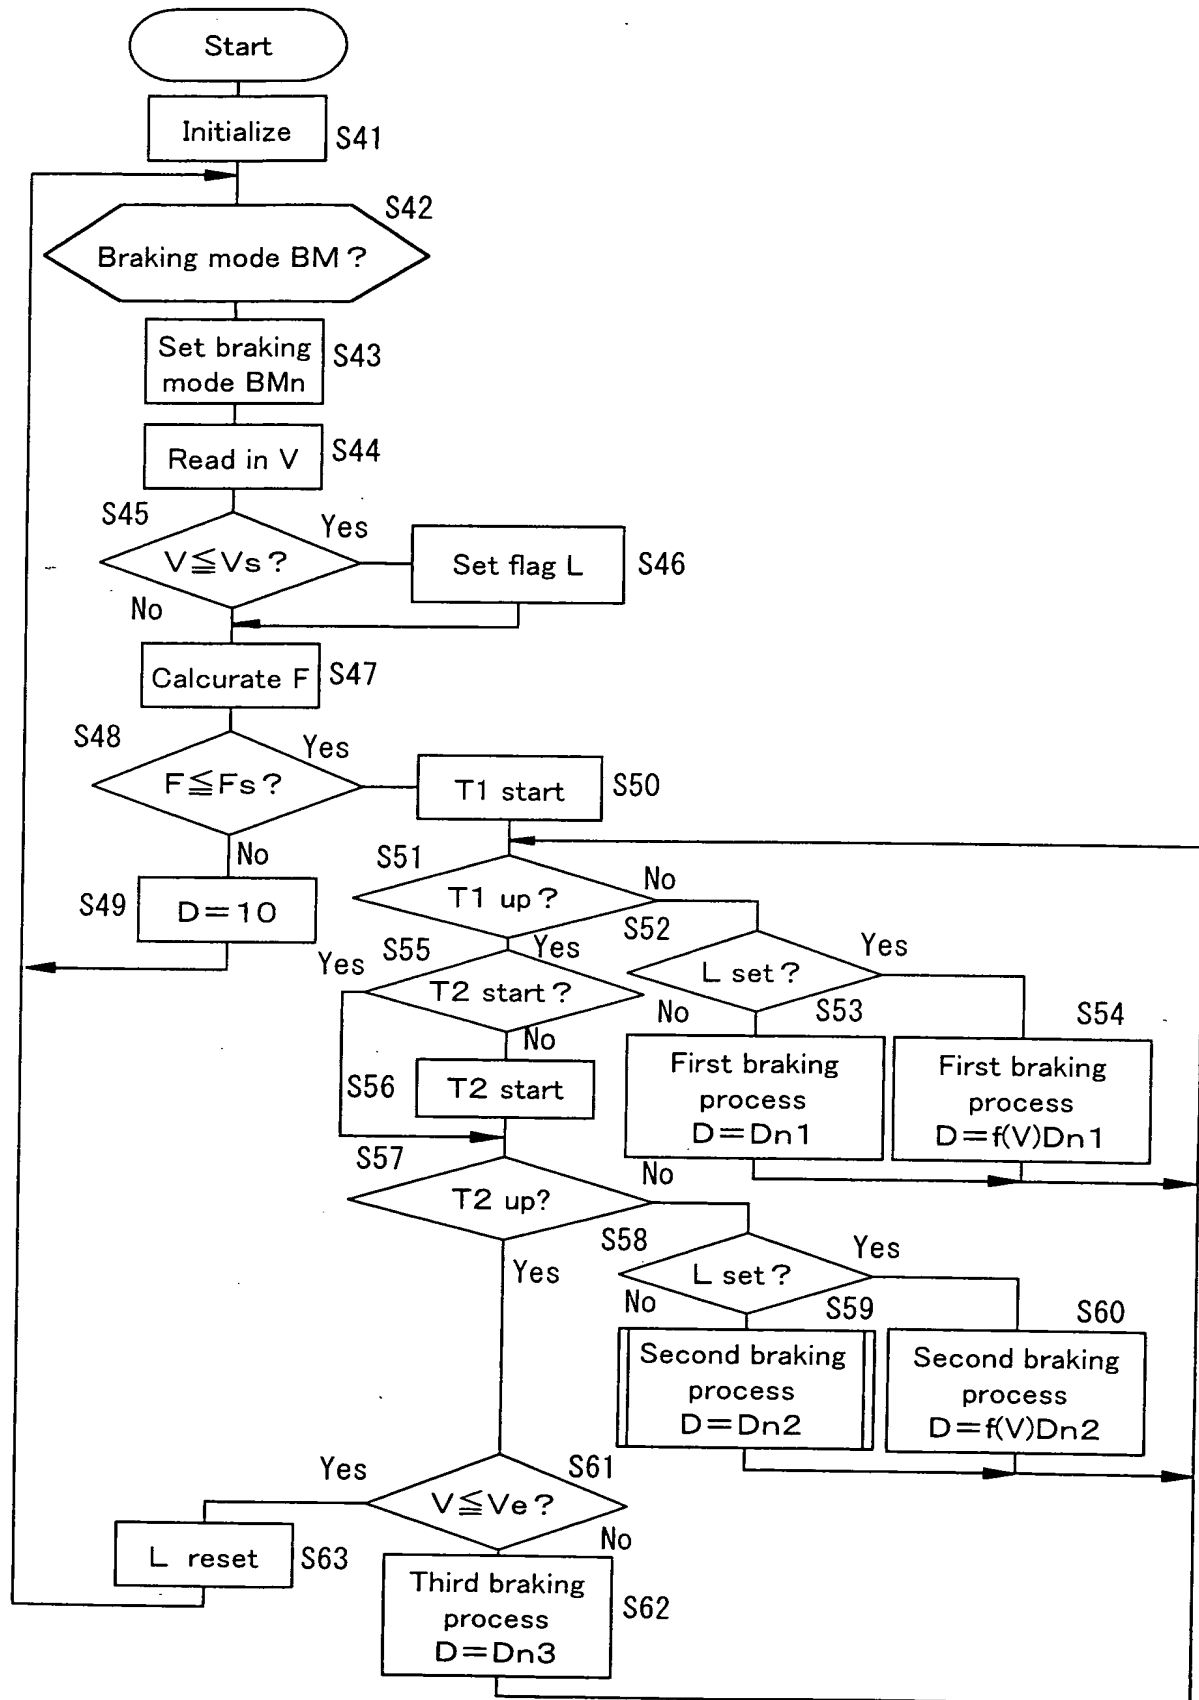 Start
Initialize
S41
S42
Braking mode BM ?
Set braking
mode BMn
S43
Read in V
S44
S45
Yes
V≦Vs ?
Set flag L
S46
No
Calcurate F
S47
S48
Yes
F≦Fs ?
T1 start
S50
No
S49
D=10
S51
No
T1 up ?
S52
Yes
L set ?
Yes
S55
Yes
T2 start ?
No
S53
S54
No
First braking
process
D=Dn1
First braking
process
D=f(V)Dn1
S56
T2 start
S57
No
T2 up?
S58
Yes
L set ?
Yes
No
S59
S60
Second braking
process
D=Dn2
Second braking
process
D=f(V)Dn2
Yes
S61
V≦Ve ?
No
L reset
S63
Third braking
process
D=Dn3
S62